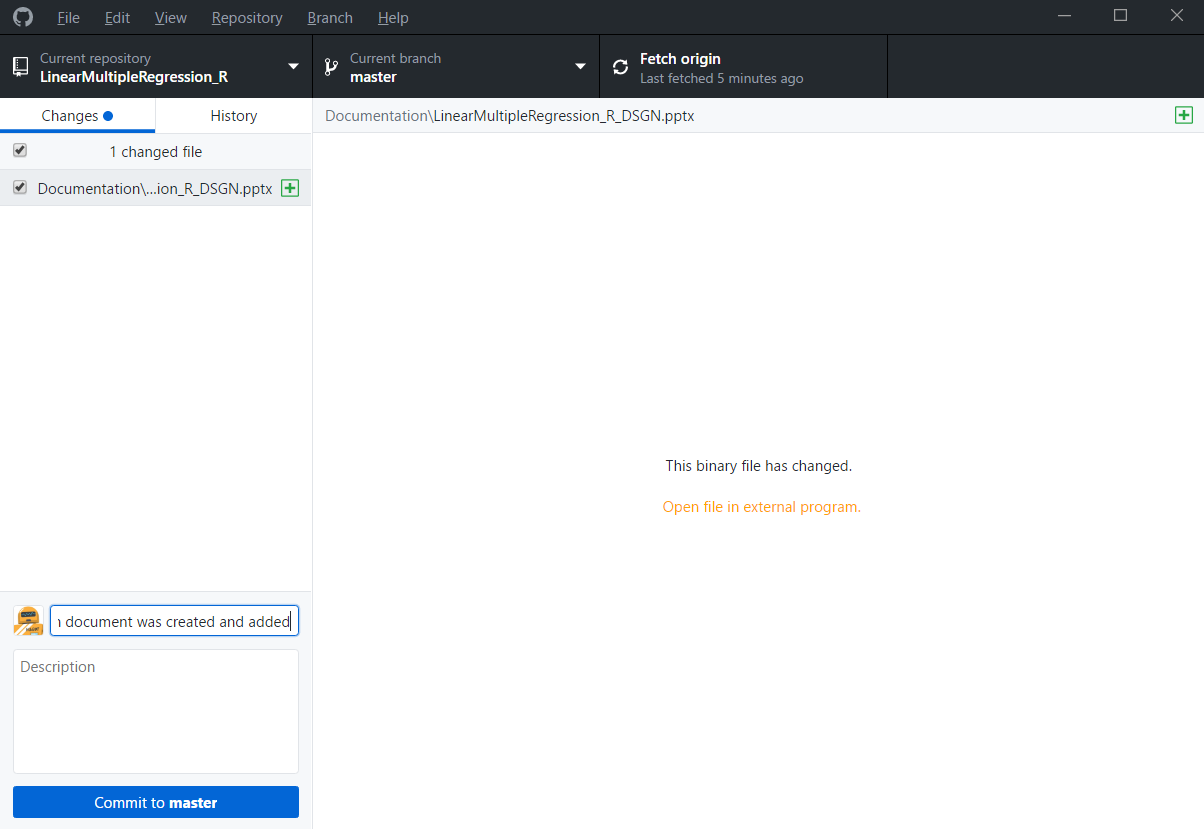 File Edit View Repository Branch Help
Current repository
LinearMultipleRegression_R
Current branch
master
Fetch origin
Last fetched 5 minutes ago
Changes
History
1 changed file
Documentation\...ion_R_DSGN.pptx
Documentation\LinearMultipleRegression_R_DSGN.pptx
This binary file has changed.
Open file in external program.
document was created and added
Description
Commit to master